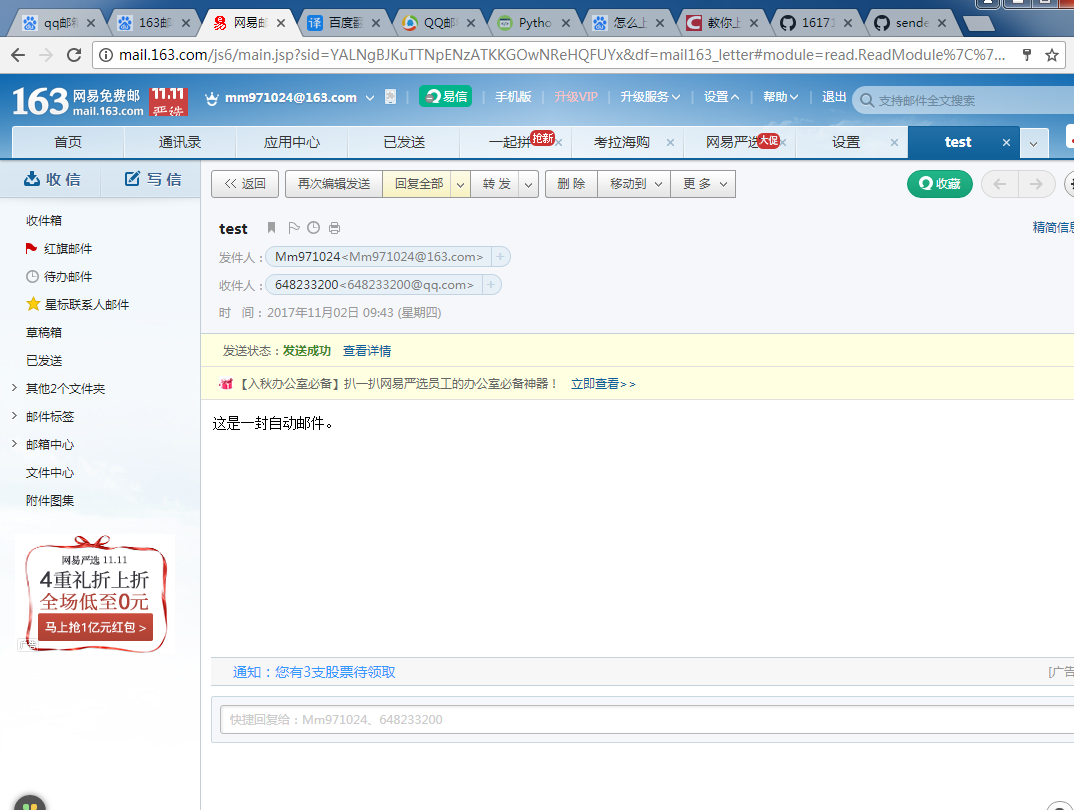 qq邮 163邮 网易邮 百度翻 QQ邮 Pytho 怎么上 教你上 16171 sende
mail.163.com/js6/main.jsp?sid=YALNgBJKuTTNpENzATKKGOwNReHQFUYx&df=mail163_letter#module=read.ReadModule%7C%7...
163 网易免费邮 mail.163.com 11.11 严选 mm971024@163.com 易信 手机版 升级VIP 升级服务 设置 帮助 退出 支持邮件全文搜索
首页 通讯录 应用中心 已发送 一起拼 抢新 考拉海购 网易严选 大促 设置 test
收信 写信 返回 再次编辑发送 回复全部 转发 删除 移动到 更多 收藏
收件箱
红旗邮件
待办邮件
星标联系人邮件
草稿箱
已发送
其他2个文件夹
邮件标签
邮箱中心
文件中心
附件图集
网易严选 11.11
4重礼折上折
全场低至0元
马上抢1亿元红包 >
广告
test 精简信息
发件人：Mm971024<Mm971024@163.com> +
收件人：648233200<648233200@qq.com> +
时 间：2017年11月02日 09:43 (星期四)
发送状态：发送成功 查看详情
【入秋办公室必备】扒一扒网易严选员工的办公室必备神器！ 立即查看>>
这是一封自动邮件。
通知：您有3支股票待领取 [广告
快捷回复给：Mm971024、648233200